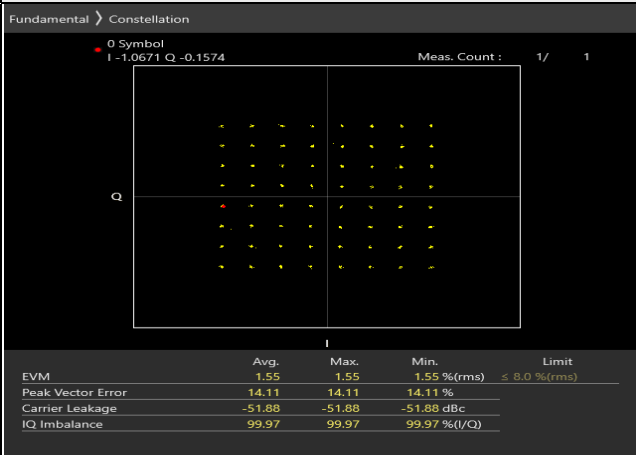 Fundamental 〉 Constellation
0 Symbol
I -1.0671 Q -0.1574 Meas. Count : 1/ 1
Q
I
Avg. Max. Min. Limit
EVM 1.55 1.55 1.55 %(rms) ≤ 8.0 %(rms)
Peak Vector Error 14.11 14.11 14.11 %
Carrier Leakage -51.88 -51.88 -51.88 dBc
IQ Imbalance 99.97 99.97 99.97 %(I/Q)